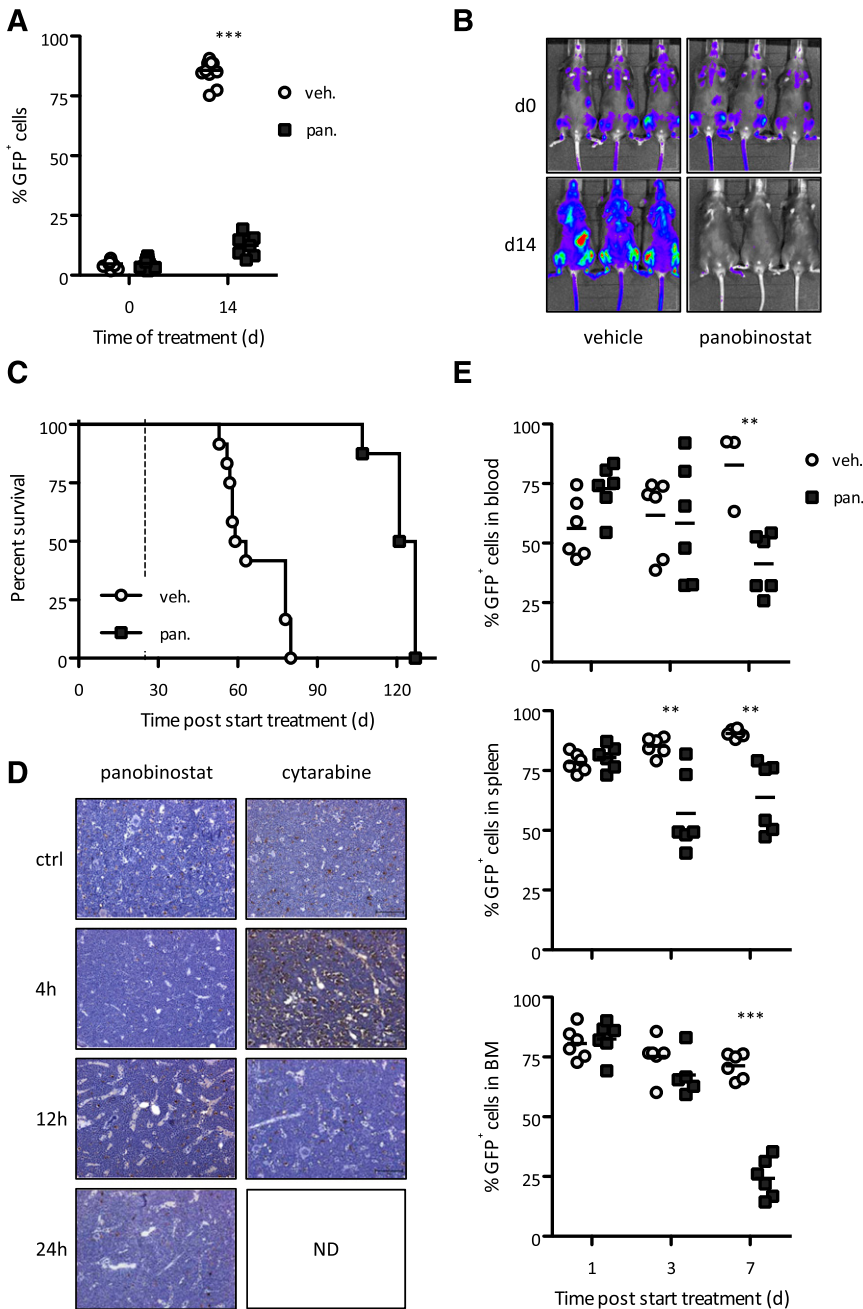 A
100
75
50
25
0
% GFP⁺ cells
***
veh.
pan.
0 14
Time of treatment (d)
B
d0
d14
vehicle panobinostat
C
100
75
50
25
0
Percent survival
veh.
pan.
0 30 60 90 120
Time post start treatment (d)
D
panobinostat cytarabine
ctrl
4h
12h
24h
ND
E
100
75
50
25
0
% GFP⁺ cells in blood
**
veh.
pan.
100
75
50
25
0
% GFP⁺ cells in spleen
** **
100
75
50
25
0
% GFP⁺ cells in BM
***
1 3 7
Time post start treatment (d)